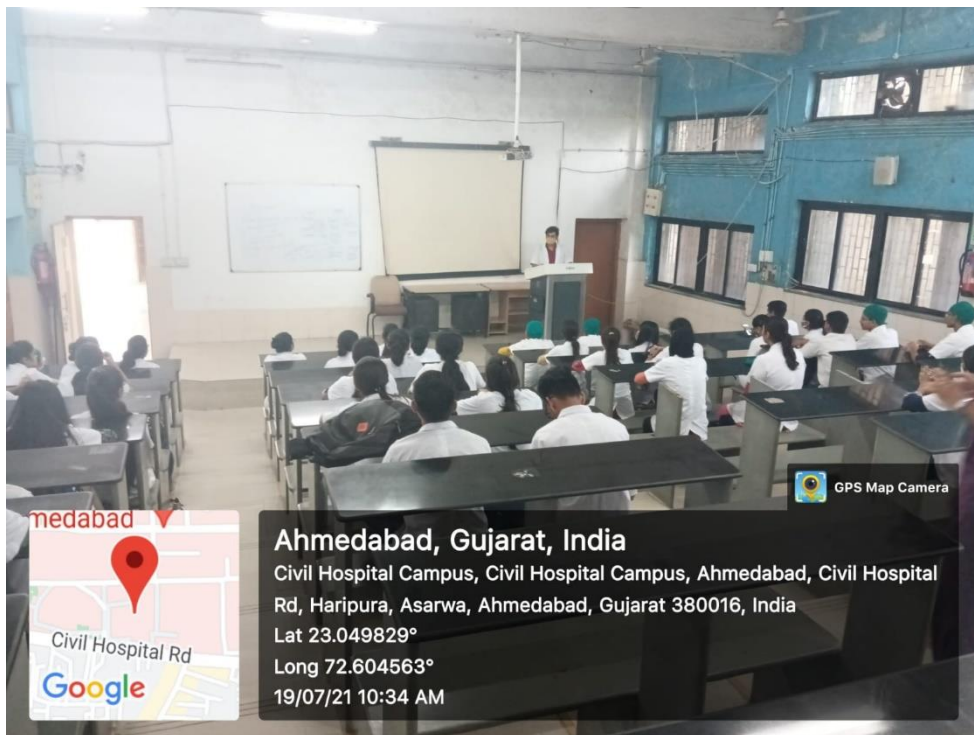 GPS Map Camera
medabad
Civil Hospital Rd
Google
Ahmedabad, Gujarat, India
Civil Hospital Campus, Civil Hospital Campus, Ahmedabad, Civil Hospital
Rd, Haripura, Asarwa, Ahmedabad, Gujarat 380016, India
Lat 23.049829°
Long 72.604563°
19/07/21 10:34 AM